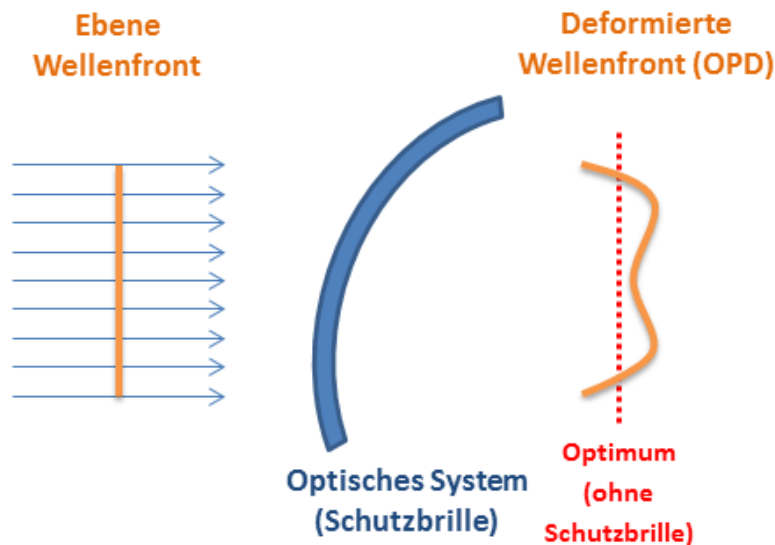 Ebene
Wellenfront
Deformierte
Wellenfront (OPD)
Optisches System
(Schutzbrille)
Optimum
(ohne
Schutzbrille)